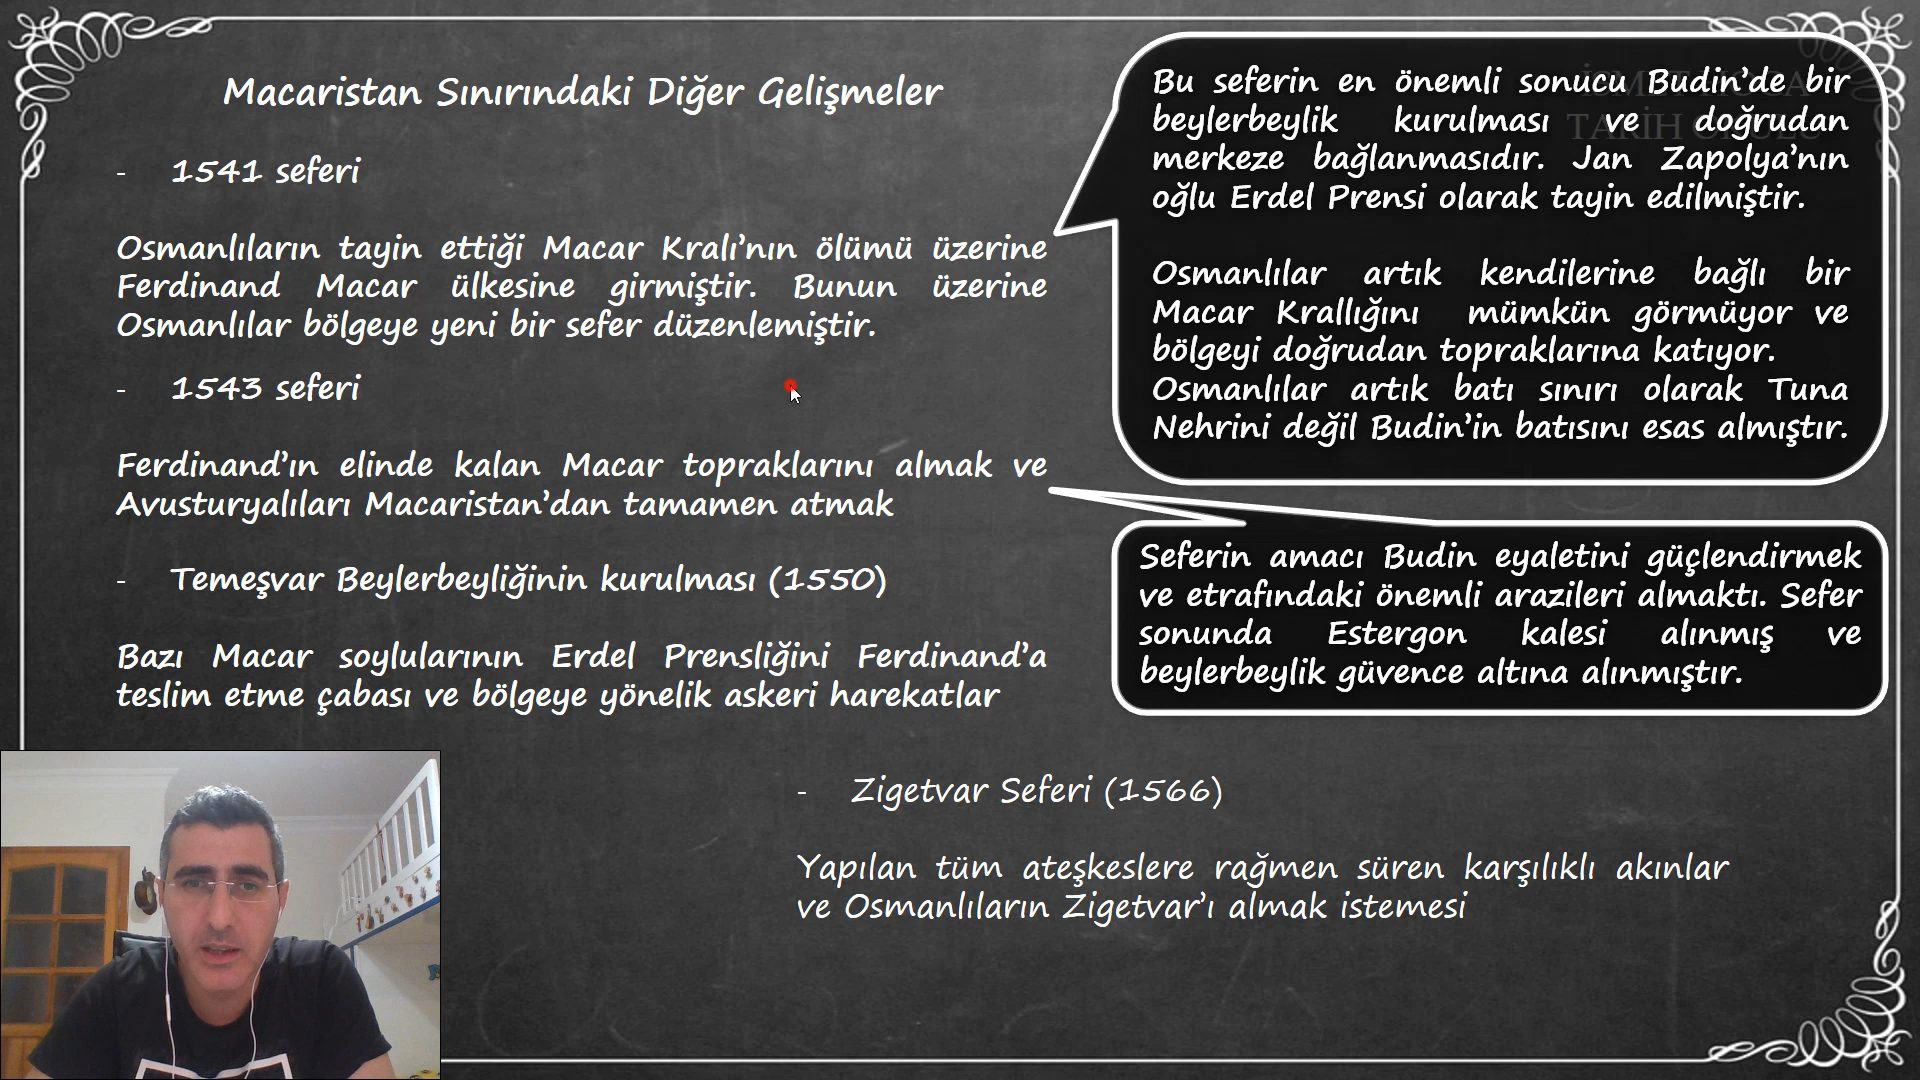 Macaristan Sınırındaki Diğer Gelişmeler
- 1541 seferi
Osmanlıların tayin ettiği Macar Kralı’nın ölümü üzerine
Ferdinand Macar ülkesine girmiştir. Bunun üzerine
Osmanlılar bölgeye yeni bir sefer düzenlemiştir.
- 1543 seferi
Ferdinand’ın elinde kalan Macar topraklarını almak ve
Avusturyalıları Macaristan’dan tamamen atmak
- Temeşvar Beylerbeyliğinin kurulması (1550)
Bazı Macar soylularının Erdel Prensliğini Ferdinand’a
teslim etme çabası ve bölgeye yönelik askeri harekatlar
Bu seferin en önemli sonucu Budin’de bir
beylerbeylik kurulması ve doğrudan
merkeze bağlanmasıdır. Jan Zapolya’nın
oğlu Erdel Prensi olarak tayin edilmiştir.
Osmanlılar artık kendilerine bağlı bir
Macar Krallığını mümkün görmüyor ve
bölgeyi doğrudan topraklarına katıyor.
Osmanlılar artık batı sınırı olarak Tuna
Nehrini değil Budin’in batısını esas almıştır.
Seferin amacı Budin eyaletini güçlendirmek
ve etrafındaki önemli arazileri almaktı. Sefer
sonunda Estergon kalesi alınmış ve
beylerbeylik güvence altına alınmıştır.
- Zigetvar Seferi (1566)
Yapılan tüm ateşkeslere rağmen süren karşılıklı akınlar
ve Osmanlıların Zigetvar’ı almak istemesi